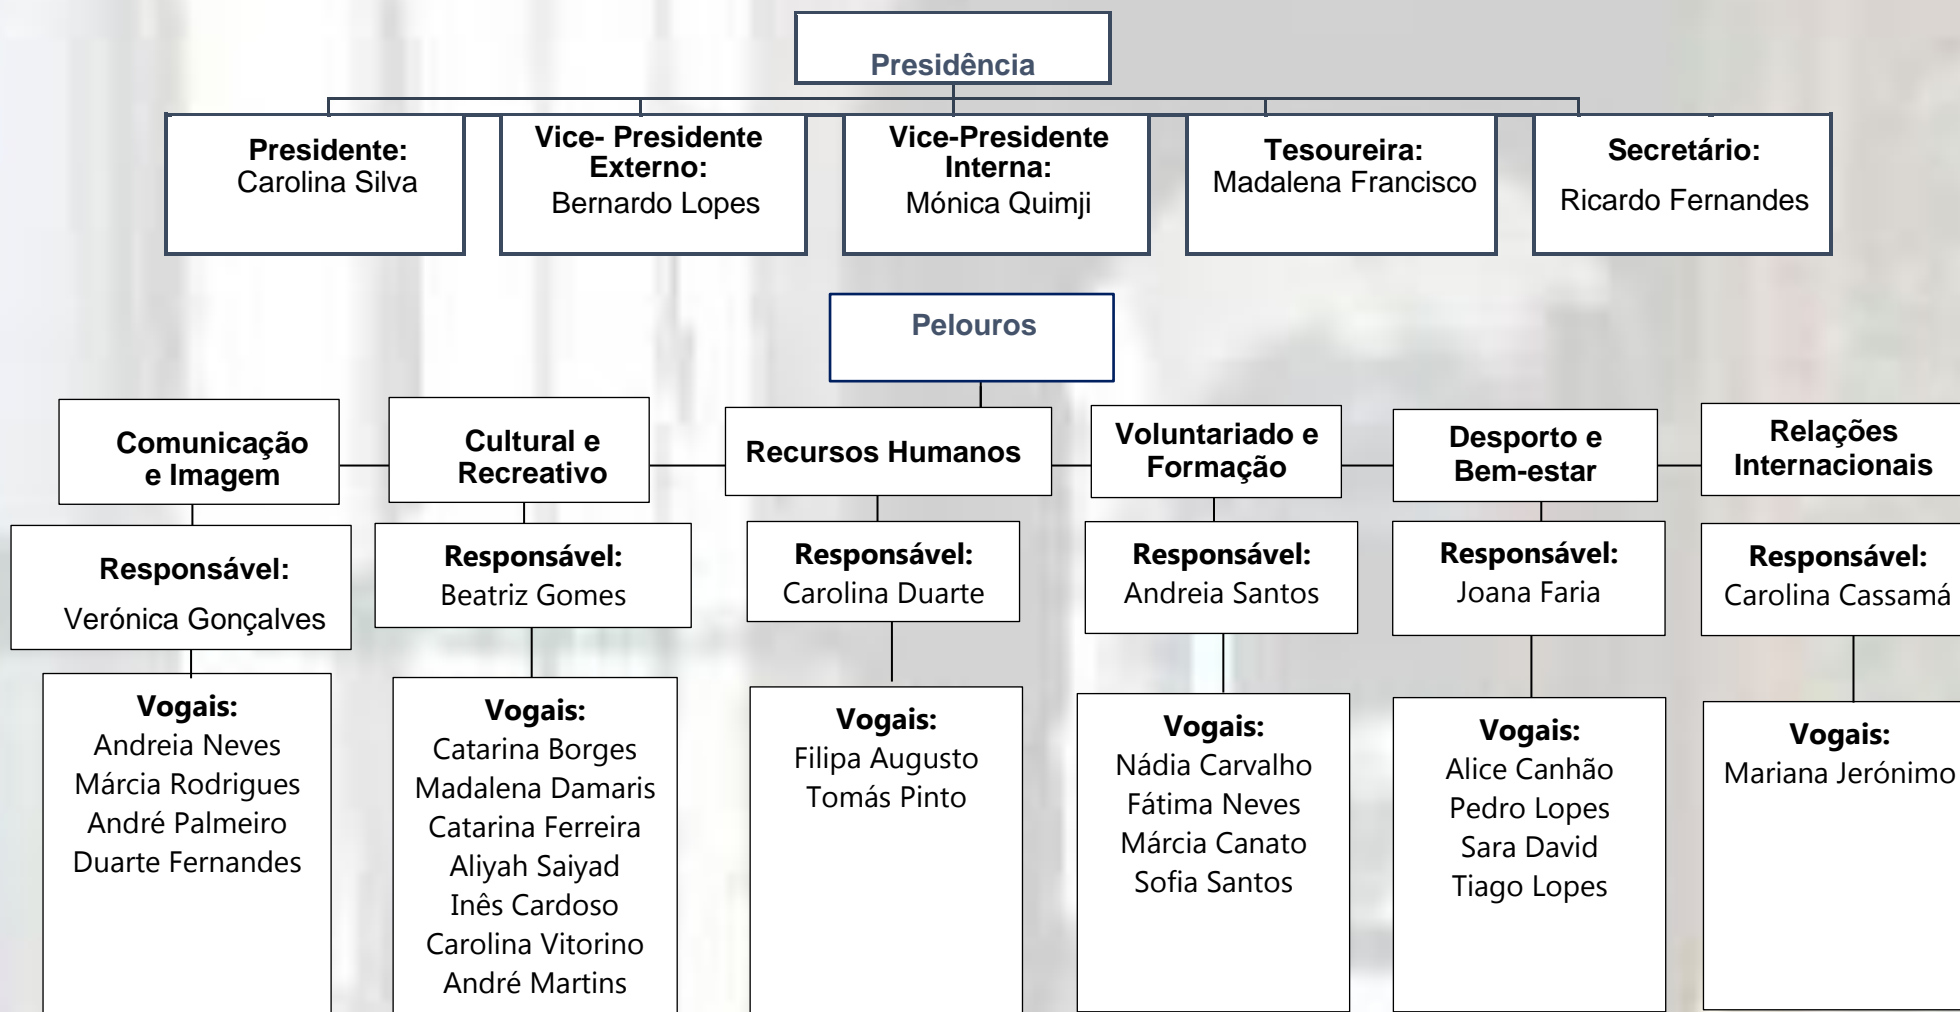 Presidência
Presidente:
Carolina Silva
Vice- Presidente
Externo:
Bernardo Lopes
Vice-Presidente
Interna:
Mónica Quimji
Tesoureira:
Madalena Francisco
Secretário:
Ricardo Fernandes
Pelouros
Comunicação
e Imagem
Responsável:
Verónica Gonçalves
Vogais:
Andreia Neves
Márcia Rodrigues
André Palmeiro
Duarte Fernandes
Cultural e
Recreativo
Responsável:
Beatriz Gomes
Vogais:
Catarina Borges
Madalena Damaris
Catarina Ferreira
Aliyah Saiyad
Inês Cardoso
Carolina Vitorino
André Martins
Recursos Humanos
Responsável:
Carolina Duarte
Vogais:
Filipa Augusto
Tomás Pinto
Voluntariado e
Formação
Responsável:
Andreia Santos
Vogais:
Nádia Carvalho
Fátima Neves
Márcia Canato
Sofia Santos
Desporto e
Bem-estar
Responsável:
Joana Faria
Vogais:
Alice Canhão
Pedro Lopes
Sara David
Tiago Lopes
Relações
Internacionais
Responsável:
Carolina Cassamá
Vogais:
Mariana Jerónimo